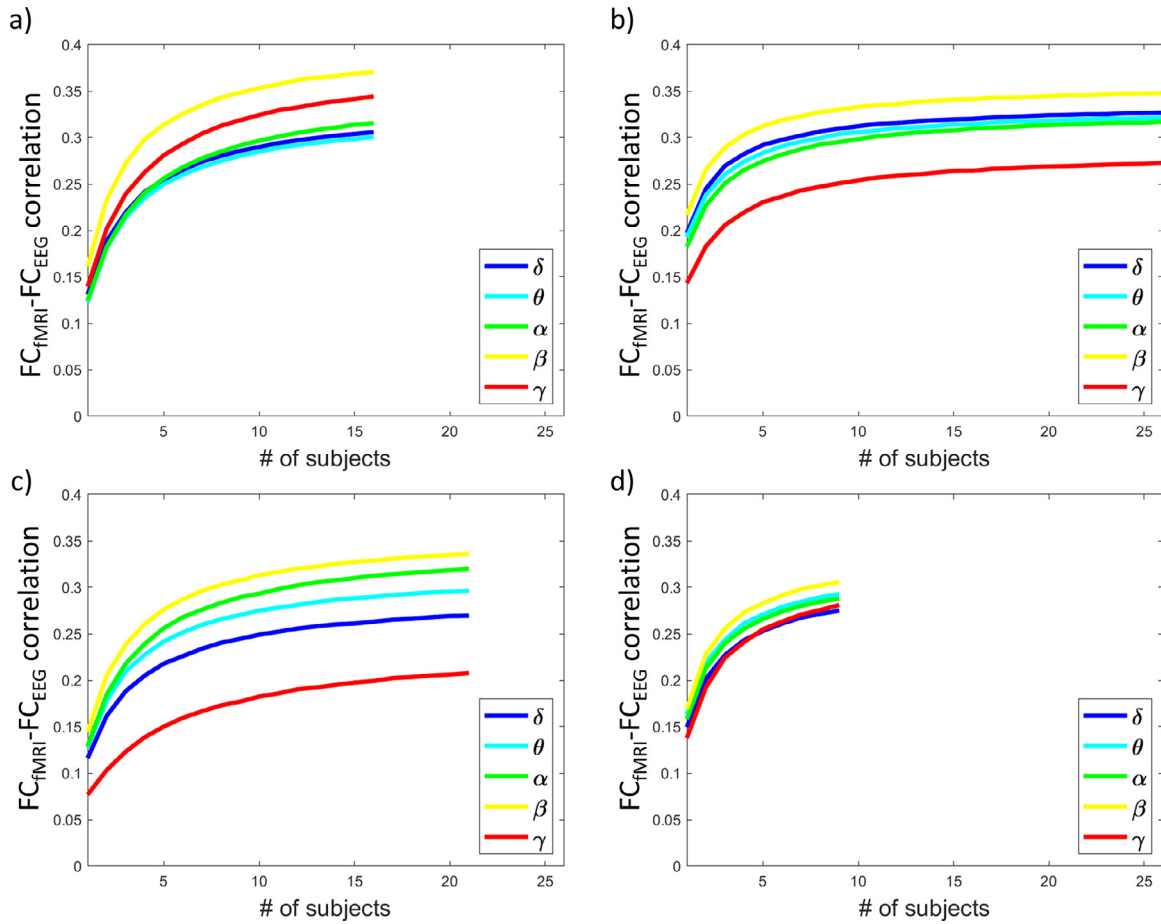 a)
0.4
0.35
0.3
0.25
0.2
0.15
0.1
0.05
0
FCfMRI-FCEEG correlation
5
10
15
20
25
# of subjects
δ
θ
α
β
γ
b)
0.4
0.35
0.3
0.25
0.2
0.15
0.1
0.05
0
FCfMRI-FCEEG correlation
5
10
15
20
25
# of subjects
δ
θ
α
β
γ
c)
0.4
0.35
0.3
0.25
0.2
0.15
0.1
0.05
0
FCfMRI-FCEEG correlation
5
10
15
20
25
# of subjects
δ
θ
α
β
γ
d)
0.4
0.35
0.3
0.25
0.2
0.15
0.1
0.05
0
FCfMRI-FCEEG correlation
5
10
15
20
25
# of subjects
δ
θ
α
β
γ